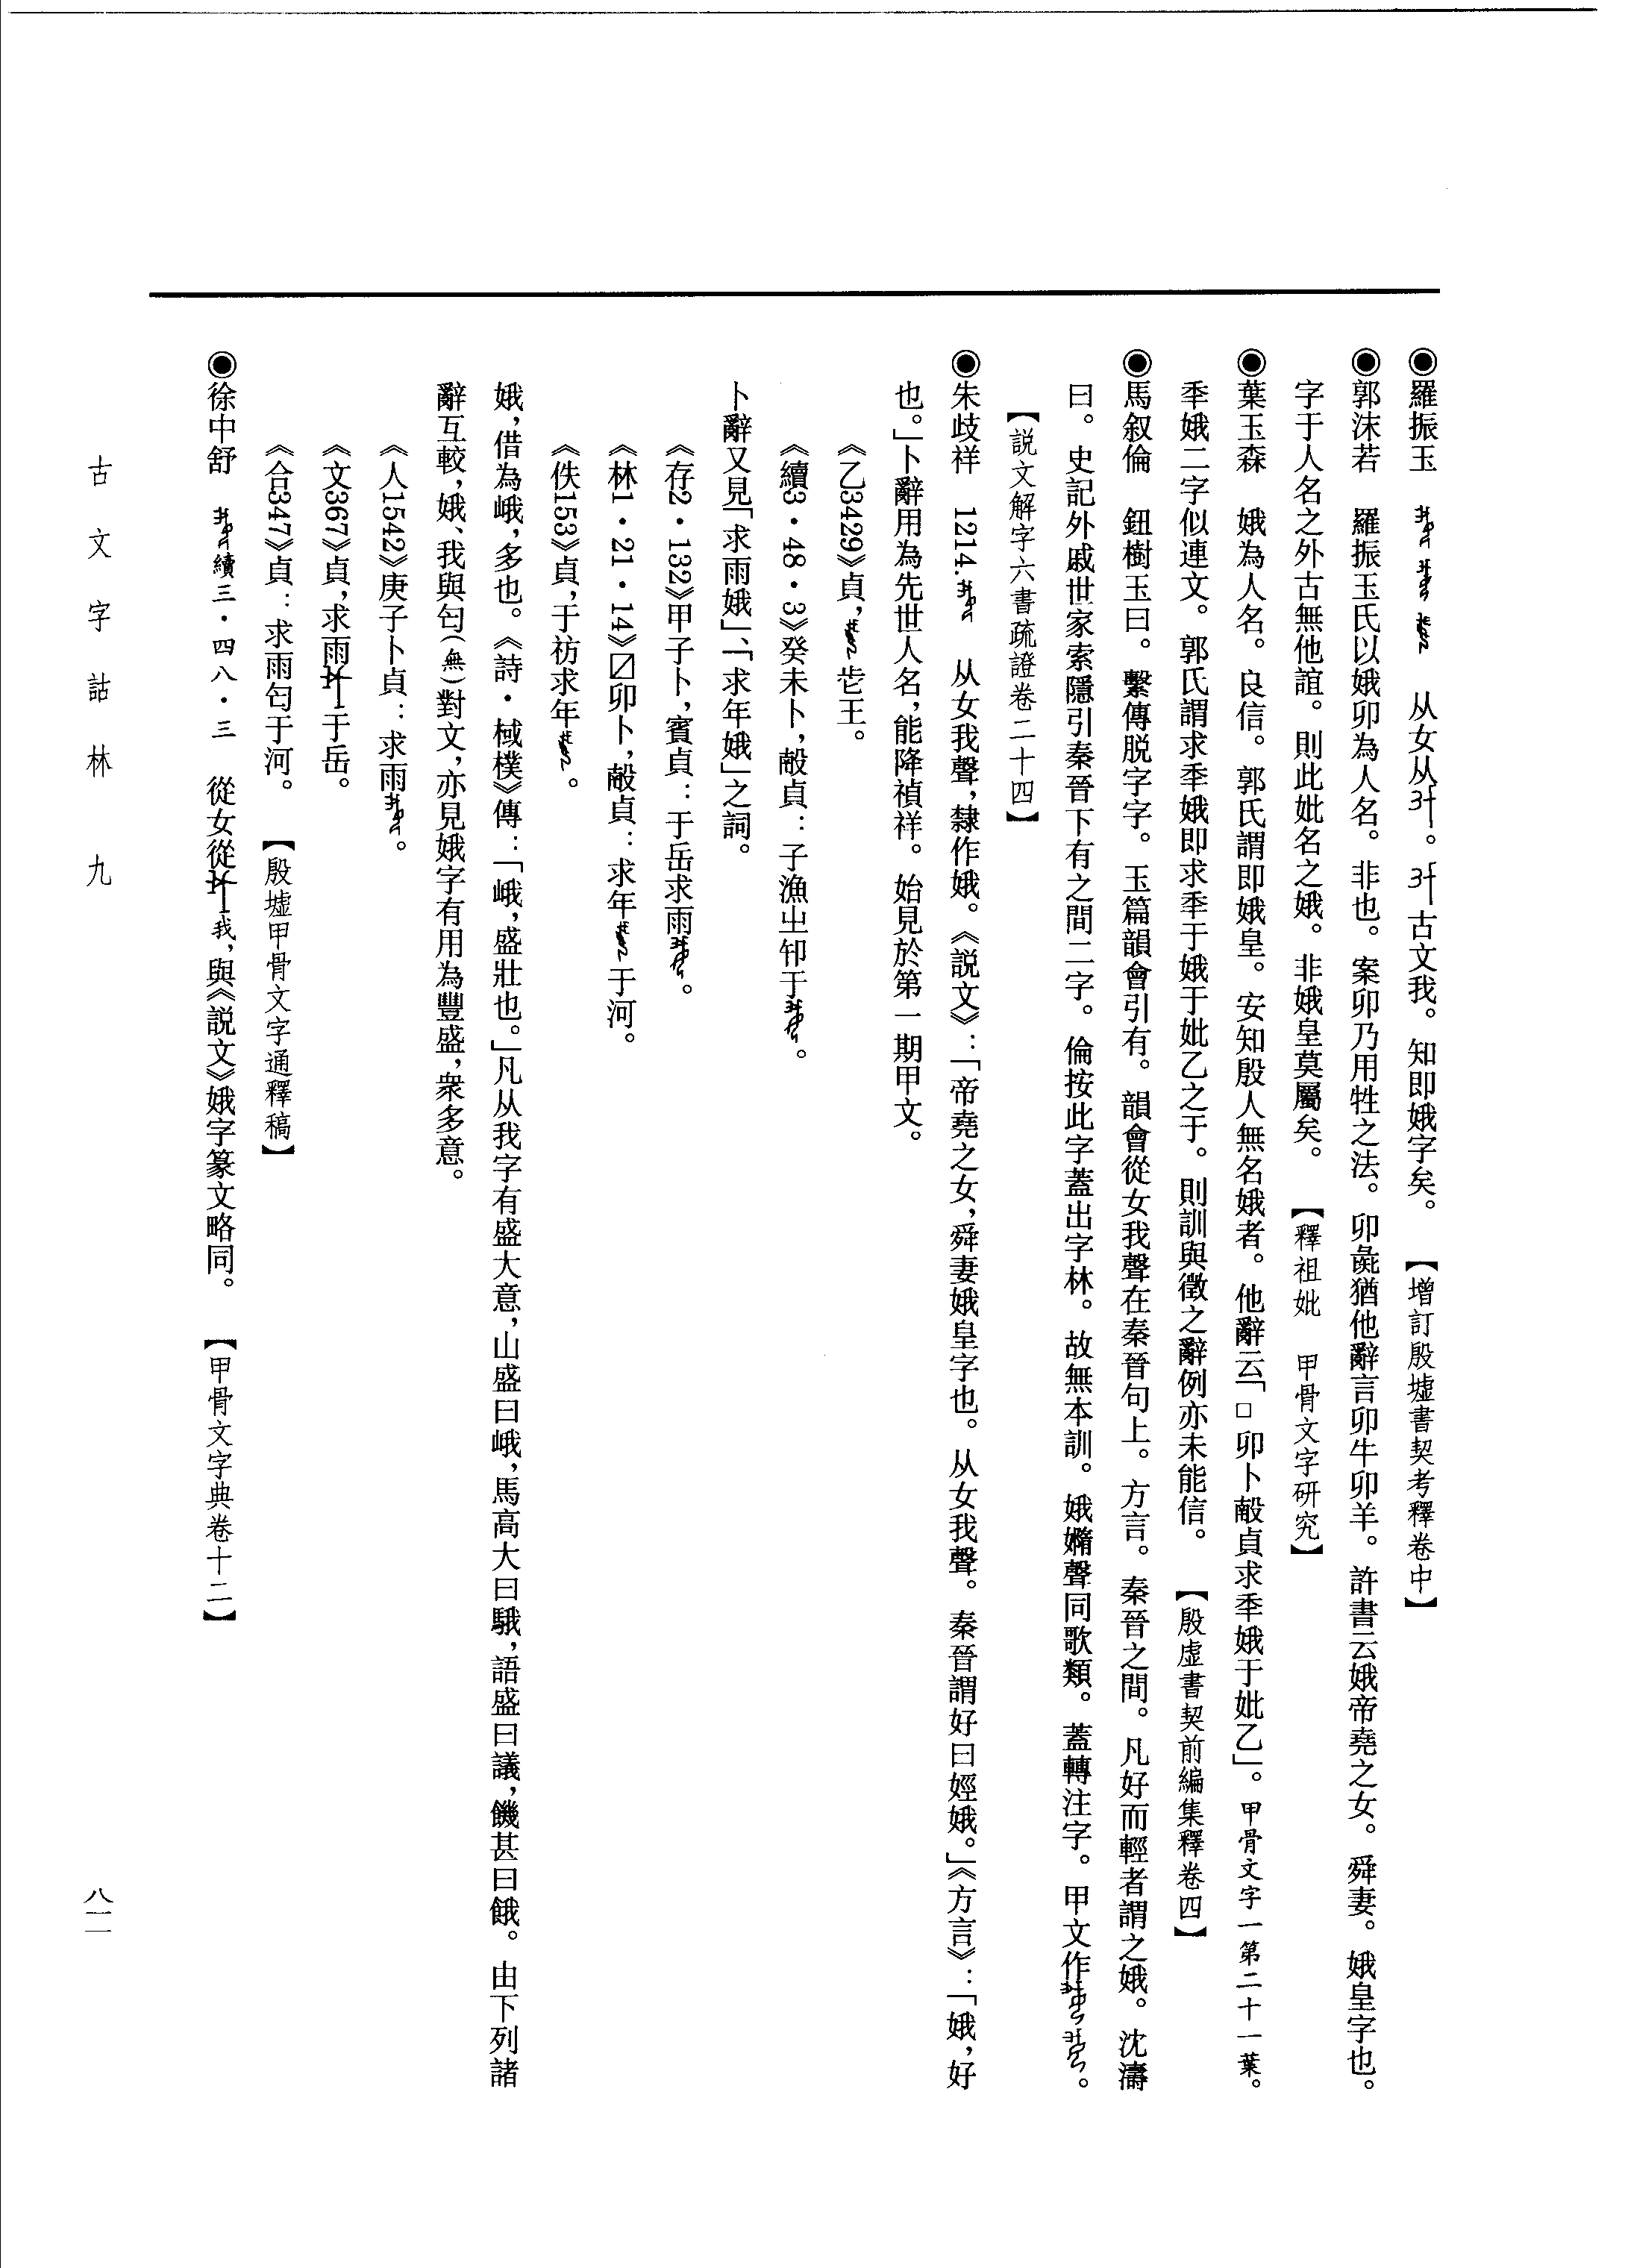 ◉羅振玉　从女从。古文我。知即娥字矣。【增訂殷墟書契考釋卷中】
◉郭沫若　羅振玉氏以娥卯為人名。非也。案卯乃用牲之法。卯彘猶他辭言卯牛卯羊。許書云娥帝堯之女。舜妻。娥皇字也。
字于人名之外古無他誼。則此妣名之娥。非娥皇莫屬矣。【釋祖妣　甲骨文字研究】
◉葉玉森　娥為人名。良信。郭氏謂即娥皇。安知殷人無名娥者。他辭云「□卯卜㱿貞求秊娥于妣乙」。甲骨文字一第二十一葉。
秊娥二字似連文。郭氏謂求秊娥即求秊于娥于妣乙之于。則訓與徵之辭例亦未能信。【殷虛書契前編集釋卷四】
◉馬叙倫　鈕樹玉曰。繫傳脱字字。玉篇韻會引有。韻會從女我聲在秦晉句上。方言。秦晉之間。凡好而輕者謂之娥。沈濤
曰。史記外戚世家索隱引秦晉下有之間二字。倫按此字蓋出字林。故無本訓。娥媠聲同歌類。蓋轉注字。甲文作。
【説文解字六書疏證卷二十四】
◉朱歧祥　1214.　从女我聲，隸作娥。《説文》：「帝堯之女，舜妻娥皇字也。从女我聲。秦晉謂好曰娙娥。」《方言》：「娥，好
也。」卜辭用為先世人名，能降禎祥。始見於第一期甲文。
《乙3429》貞，㞢王。
《續3·48·3》癸未卜，㱿貞：子漁㞢𠨘于。
卜辭又見「求雨娥」、「求年娥」之詞。
《存2·132》甲子卜，賓貞：于岳求雨。
《林1·21·14》☑卯卜，㱿貞：求年于河。
《佚153》貞，于祊求年。
娥，借為峨，多也。《詩·棫樸》傳：「峨，盛壯也。」凡从我字有盛大意，山盛曰峨，馬高大曰騀，語盛曰議，饑甚曰餓。由下列諸
辭互較，娥、我與匄（無）對文，亦見娥字有用為豐盛，衆多意。
《人1542》庚子卜貞：求雨。
《文367》貞，求雨于岳。
《合347》貞：求雨匄于河。【殷墟甲骨文字通釋稿】
◉徐中舒　續三·四八·三　從女從我，與《説文》娥字篆文略同。【甲骨文字典卷十二】
古文字詁林　九
八二一